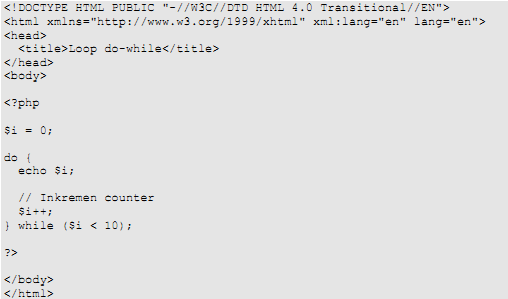 <!DOCTYPE HTML PUBLIC "-//W3C//DTD HTML 4.0 Transitional//EN">
<html xmlns="http://www.w3.org/1999/xhtml" xml:lang="en" lang="en">
<head>
  <title>Loop do-while</title>
</head>
<body>

<?php

$i = 0;

do {
  echo $i;

  // Inkremen counter
  $i++;
} while ($i < 10);

?>

</body>
</html>